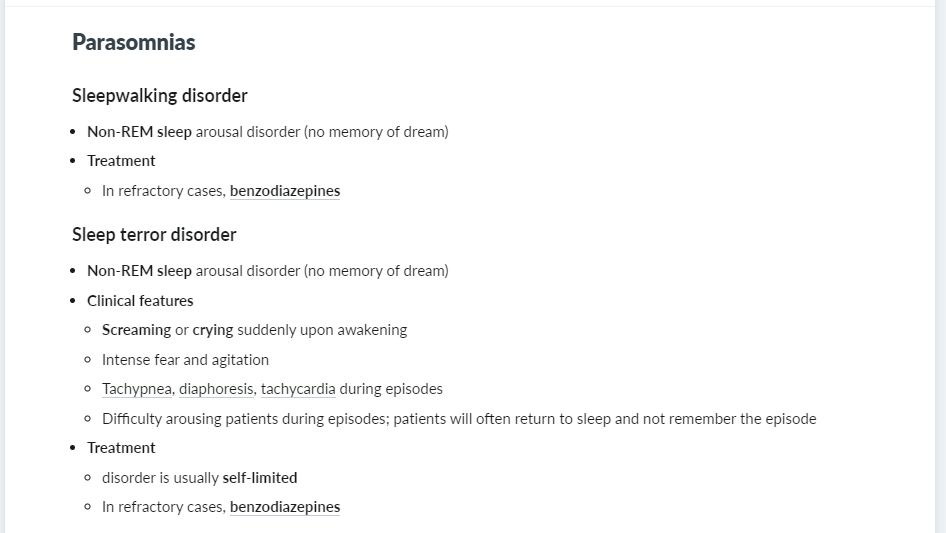 Parasomnias
Sleepwalking disorder
• Non-REM sleep arousal disorder (no memory of dream)
• Treatment
◦ In refractory cases, benzodiazepines
Sleep terror disorder
• Non-REM sleep arousal disorder (no memory of dream)
• Clinical features
◦ Screaming or crying suddenly upon awakening
◦ Intense fear and agitation
◦ Tachypnea, diaphoresis, tachycardia during episodes
◦ Difficulty arousing patients during episodes; patients will often return to sleep and not remember the episode
• Treatment
◦ disorder is usually self-limited
◦ In refractory cases, benzodiazepines